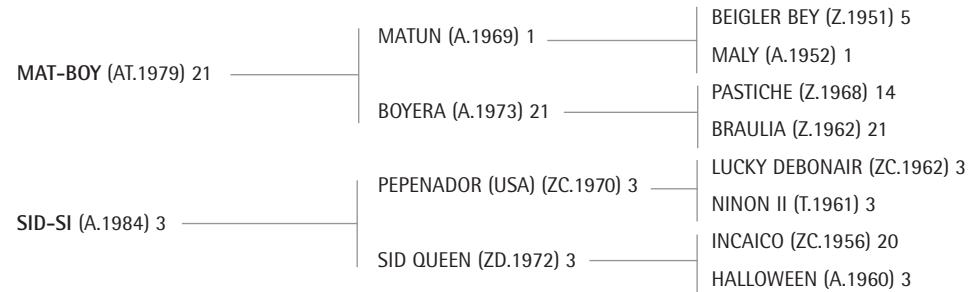 MAT-BOY (AT.1979) 21
MATUN (A.1969) 1
BEIGLER BEY (Z.1951) 5
MALY (A.1952) 1
BOYERA (A.1973) 21
PASTICHE (Z.1968) 14
BRAULIA (Z.1962) 21
SID-SI (A.1984) 3
PEPENADOR (USA) (ZC.1970) 3
LUCKY DEBONAIR (ZC.1962) 3
NINON II (T.1961) 3
SID QUEEN (ZD.1972) 3
INCAICO (ZC.1956) 20
HALLOWEEN (A.1960) 3